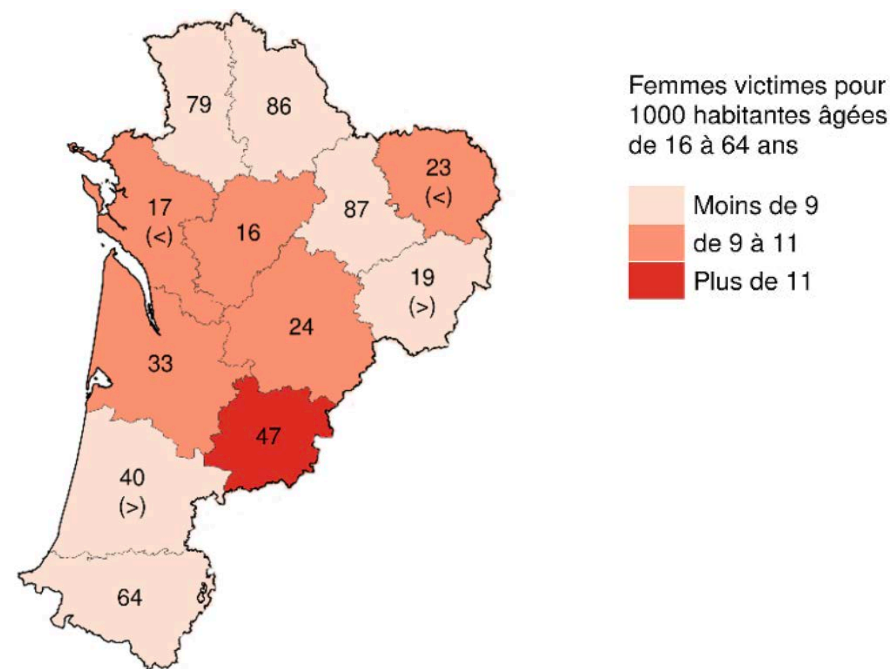 79
86
23
(<)
17
(<)
16
87
19
(>)
24
33
47
40
(>)
64
Femmes victimes pour
1000 habitantes âgées
de 16 à 64 ans
Moins de 9
de 9 à 11
Plus de 11